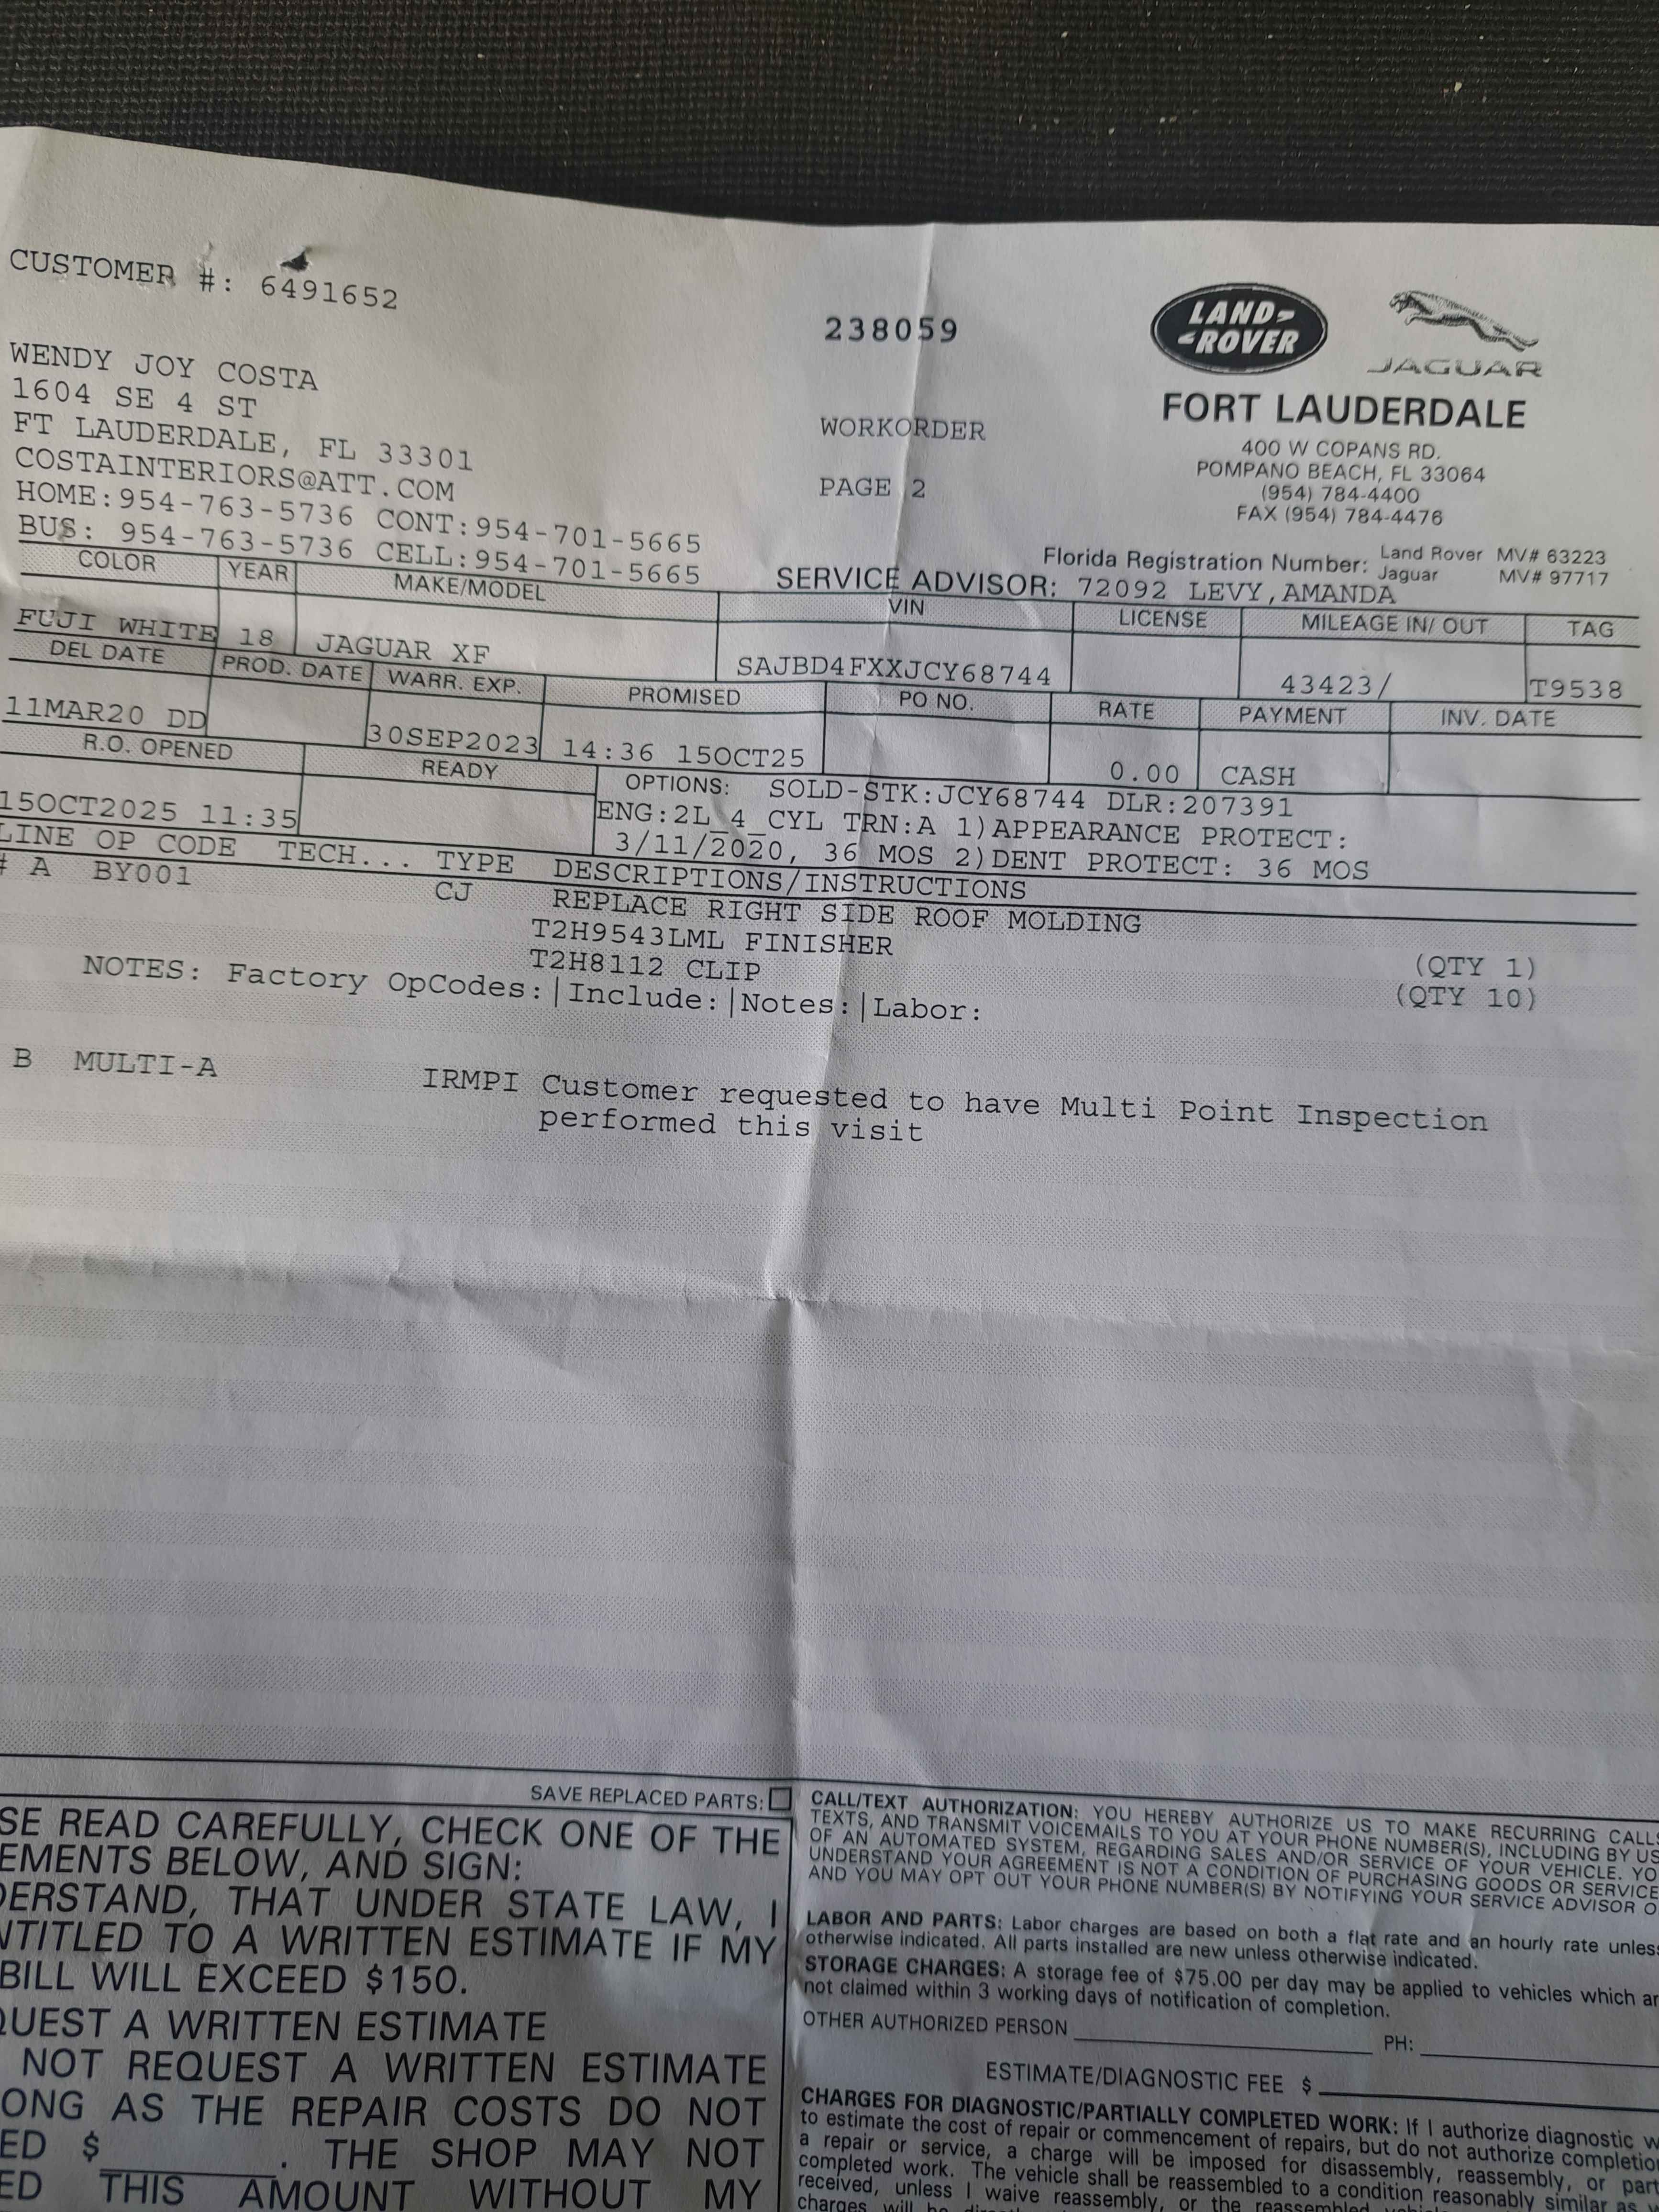 CUSTOMER #: 6491652
238059
LAND-
-ROVER
JAGUAR
FORT LAUDERDALE
400 W COPANS RD.
POMPANO BEACH, FL 33064
(954) 784-4400
FAX (954) 784-4476
WENDY JOY COSTA
1604 SE 4 ST
FT LAUDERDALE, FL 33301
COSTAINTERIORS@ATT.COM
HOME:954-763-5736 CONT:954-701-5665
BUS: 954-763-5736 CELL:954-701-5665
WORKORDER
PAGE 2
Florida Registration Number: Land Rover MV# 63223
Jaguar MV# 97717
SERVICE ADVISOR: 72092 LEVY,AMANDA
COLOR YEAR MAKE/MODEL VIN LICENSE MILEAGE IN/ OUT TAG
FUJI WHITE 18 JAGUAR XF SAJBD4FXXJCY68744 43423/ T9538
DEL DATE PROD. DATE WARR. EXP. PROMISED PO NO. RATE PAYMENT INV. DATE
11MAR20 DD 30SEP2023 14:36 15OCT25 0.00 CASH
R.O. OPENED READY OPTIONS: SOLD-STK:JCY68744 DLR:207391
ENG:2L_4_CYL TRN:A 1)APPEARANCE PROTECT:
15OCT2025 11:35 3/11/2020, 36 MOS 2)DENT PROTECT: 36 MOS
LINE OP CODE TECH... TYPE DESCRIPTIONS/INSTRUCTIONS
# A BY001 CJ REPLACE RIGHT SIDE ROOF MOLDING
T2H9543LML FINISHER (QTY 1)
T2H8112 CLIP (QTY 10)
NOTES: Factory OpCodes:|Include:|Notes:|Labor:
B MULTI-A IRMPI Customer requested to have Multi Point Inspection
performed this visit
SAVE REPLACED PARTS:
SE READ CAREFULLY, CHECK ONE OF THE
EMENTS BELOW, AND SIGN:
DERSTAND, THAT UNDER STATE LAW, I
NTITLED TO A WRITTEN ESTIMATE IF MY
BILL WILL EXCEED $150.
QUEST A WRITTEN ESTIMATE
NOT REQUEST A WRITTEN ESTIMATE
ONG AS THE REPAIR COSTS DO NOT
ED $ . THE SHOP MAY NOT
ED THIS AMOUNT WITHOUT MY
CALL/TEXT AUTHORIZATION: YOU HEREBY AUTHORIZE US TO MAKE RECURRING CALLS
TEXTS, AND TRANSMIT VOICEMAILS TO YOU AT YOUR PHONE NUMBER(S), INCLUDING BY US
OF AN AUTOMATED SYSTEM, REGARDING SALES AND/OR SERVICE OF YOUR VEHICLE. YO
UNDERSTAND YOUR AGREEMENT IS NOT A CONDITION OF PURCHASING GOODS OR SERVICE
AND YOU MAY OPT OUT YOUR PHONE NUMBER(S) BY NOTIFYING YOUR SERVICE ADVISOR O
LABOR AND PARTS: Labor charges are based on both a flat rate and an hourly rate unles
otherwise indicated. All parts installed are new unless otherwise indicated.
STORAGE CHARGES: A storage fee of $75.00 per day may be applied to vehicles which ar
not claimed within 3 working days of notification of completion.
OTHER AUTHORIZED PERSON PH:
ESTIMATE/DIAGNOSTIC FEE $
CHARGES FOR DIAGNOSTIC/PARTIALLY COMPLETED WORK: If I authorize diagnostic w
to estimate the cost of repair or commencement of repairs, but do not authorize completio
a repair or service, a charge will be imposed for disassembly, reassembly, or part
completed work. The vehicle shall be reassembled to a condition reasonably similar as
received, unless I waive reassembly, or the reassembled
charges will be